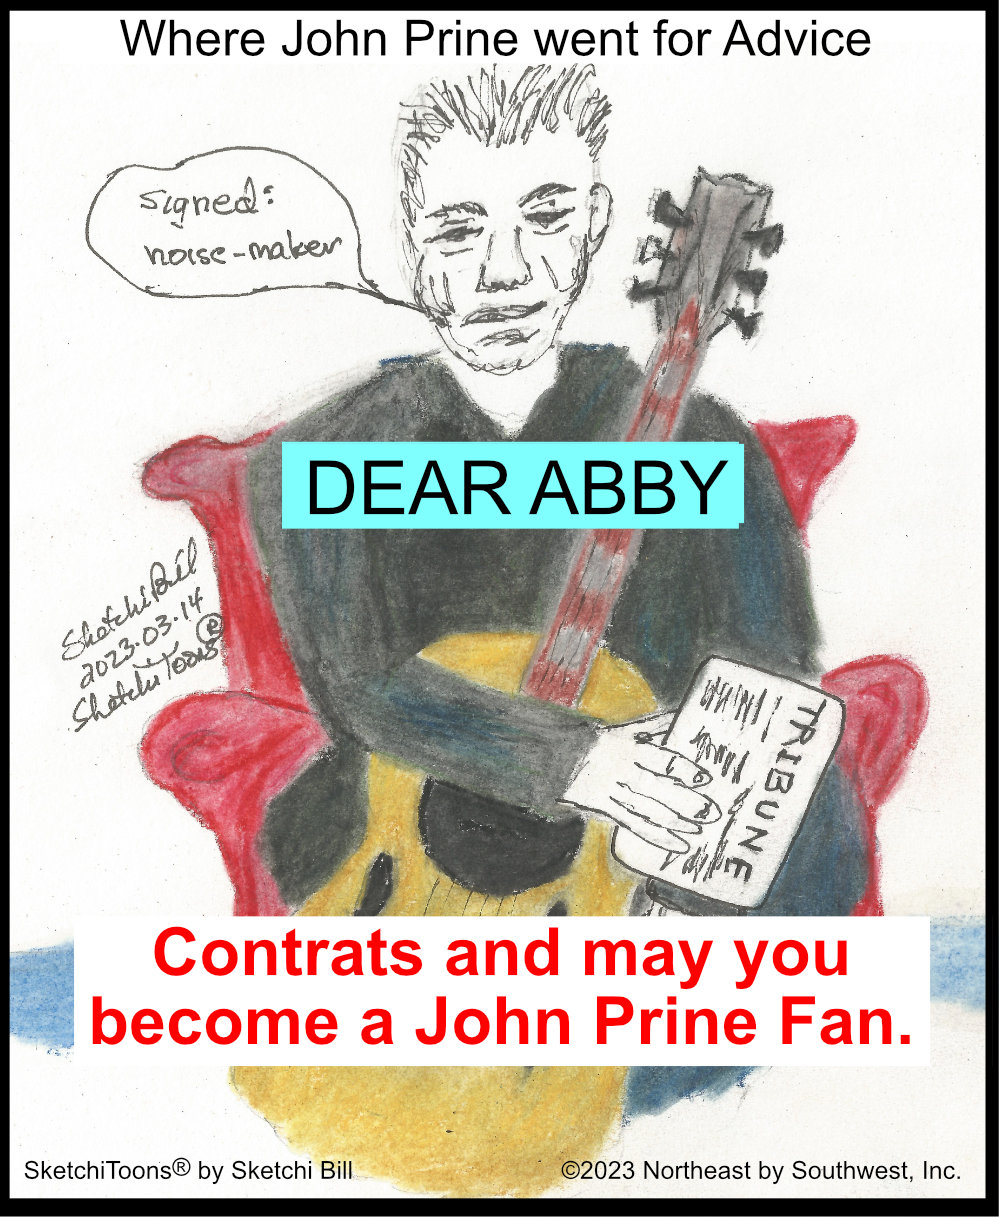 Where John Prine went for Advice
signed:
noise-maker
DEAR ABBY
SketchiBill
2023.03.14
SketchiToons®
TRIBUNE
Contrats and may you
become a John Prine Fan.
SketchiToons® by Sketchi Bill
©2023 Northeast by Southwest, Inc.